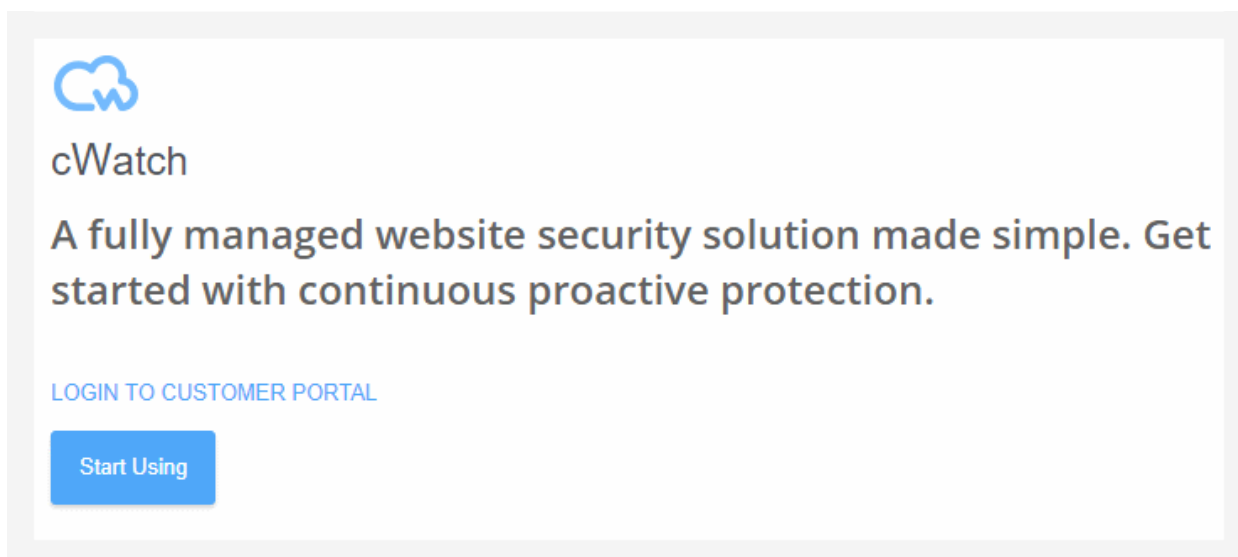 cWatch
A fully managed website security solution made simple. Get
started with continuous proactive protection.
LOGIN TO CUSTOMER PORTAL
Start Using